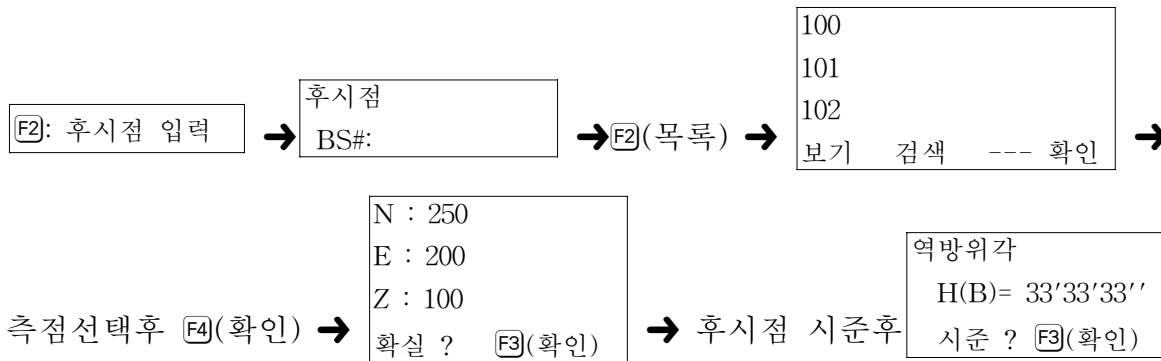 F2: 후시점 입력 ➔
후시점
BS#:
➔ F2(목록) ➔
100
101
102
보기 검색 --- 확인
➔
측점선택후 F4(확인) ➔
N : 250
E : 200
Z : 100
확실 ? F3(확인)
➔ 후시점 시준후
역방위각
H(B)= 33′33′33′′
시준 ? F3(확인)